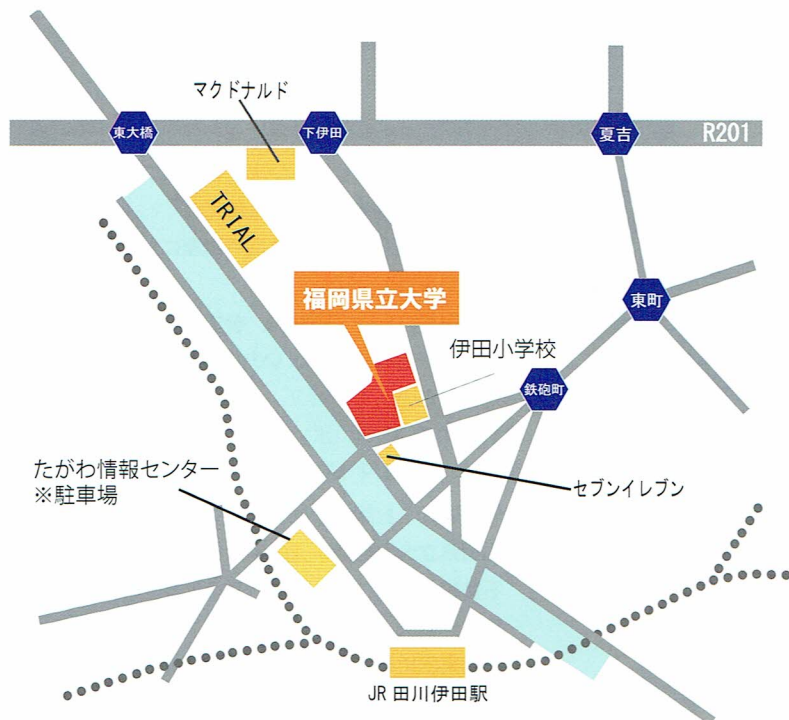 マクドナルド
東大橋
下伊田
夏吉
R201
TRIAL
福岡県立大学
東町
伊田小学校
鉄砲町
たがわ情報センター
※駐車場
セブンイレブン
JR 田川伊田駅